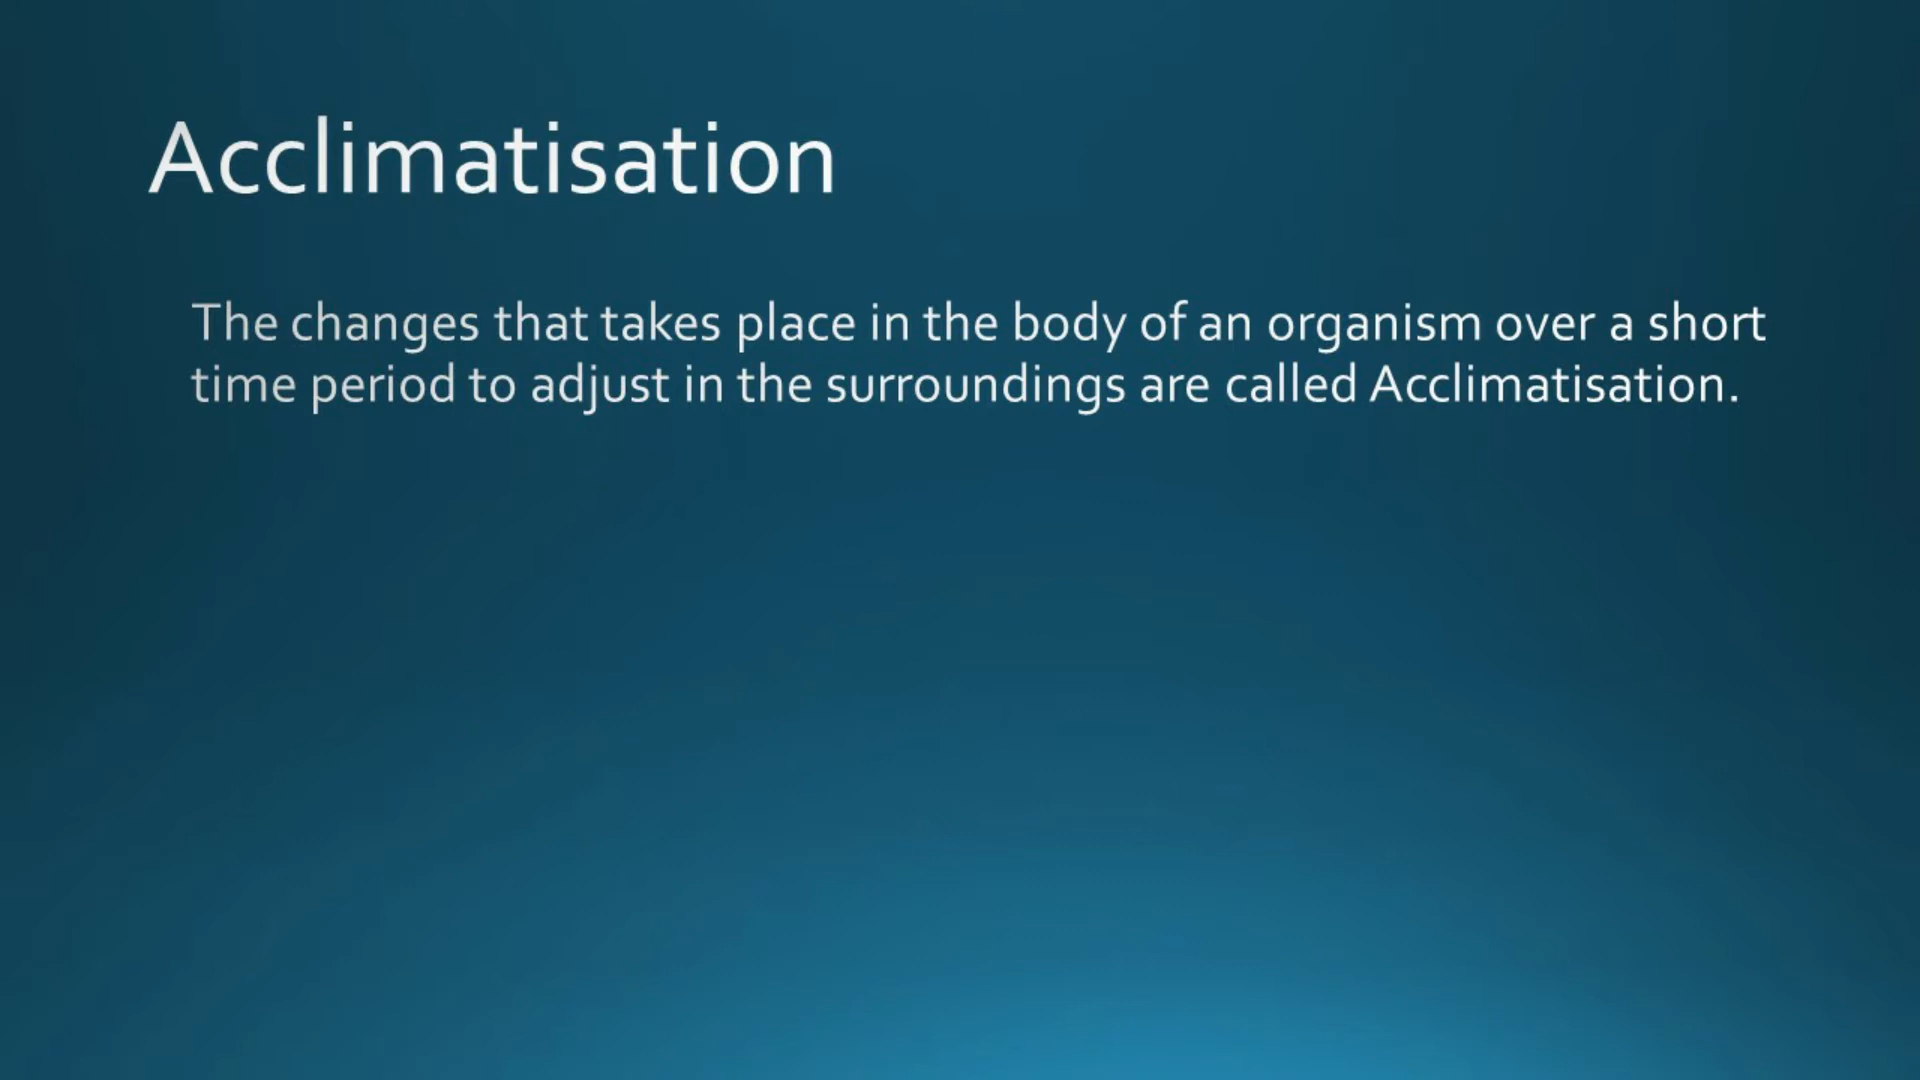 Acclimatisation
The changes that takes place in the body of an organism over a short
time period to adjust in the surroundings are called Acclimatisation.